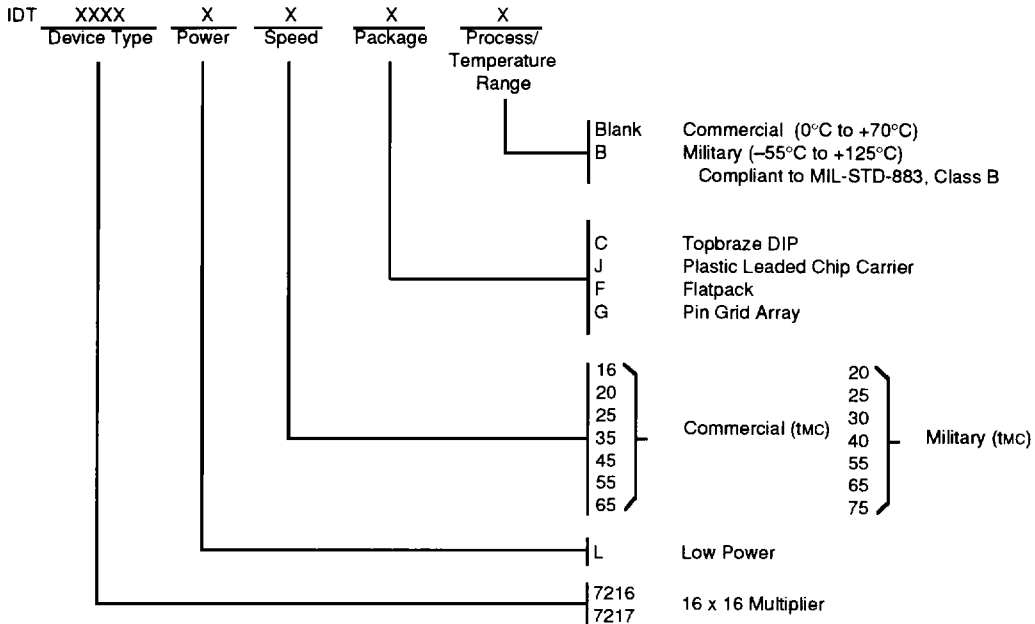 IDT XXXX X X X X
Device Type Power Speed Package Process/
Temperature
Range
Blank Commercial (0°C to +70°C)
B Military (–55°C to +125°C)
Compliant to MIL-STD-883, Class B
C Topbraze DIP
J Plastic Leaded Chip Carrier
F Flatpack
G Pin Grid Array
16 20
20 25
25 30
35 Commercial (tMC) 40 Military (tMC)
45 55
55 65
65 75
L Low Power
7216 16 x 16 Multiplier
7217